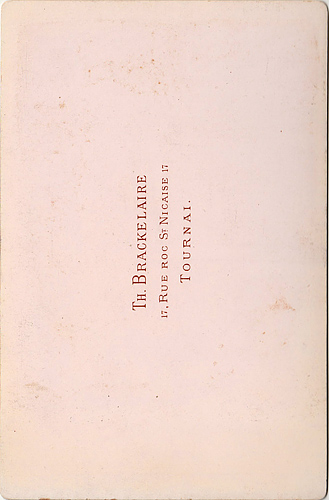 TH. BRACKELAIRE
17, RUE ROC ST NICAISE 17
TOURNAI.